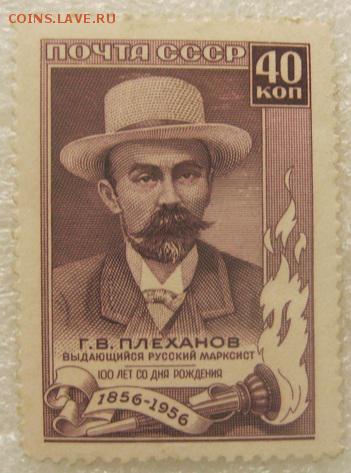 COINS.LAVE.RU
ПОЧТА СССР
40
КОП
Г.В. ПЛЕХАНОВ
ВЫДАЮЩИЙСЯ РУССКИЙ МАРКСИСТ
100 ЛЕТ СО ДНЯ РОЖДЕНИЯ
1856-1956